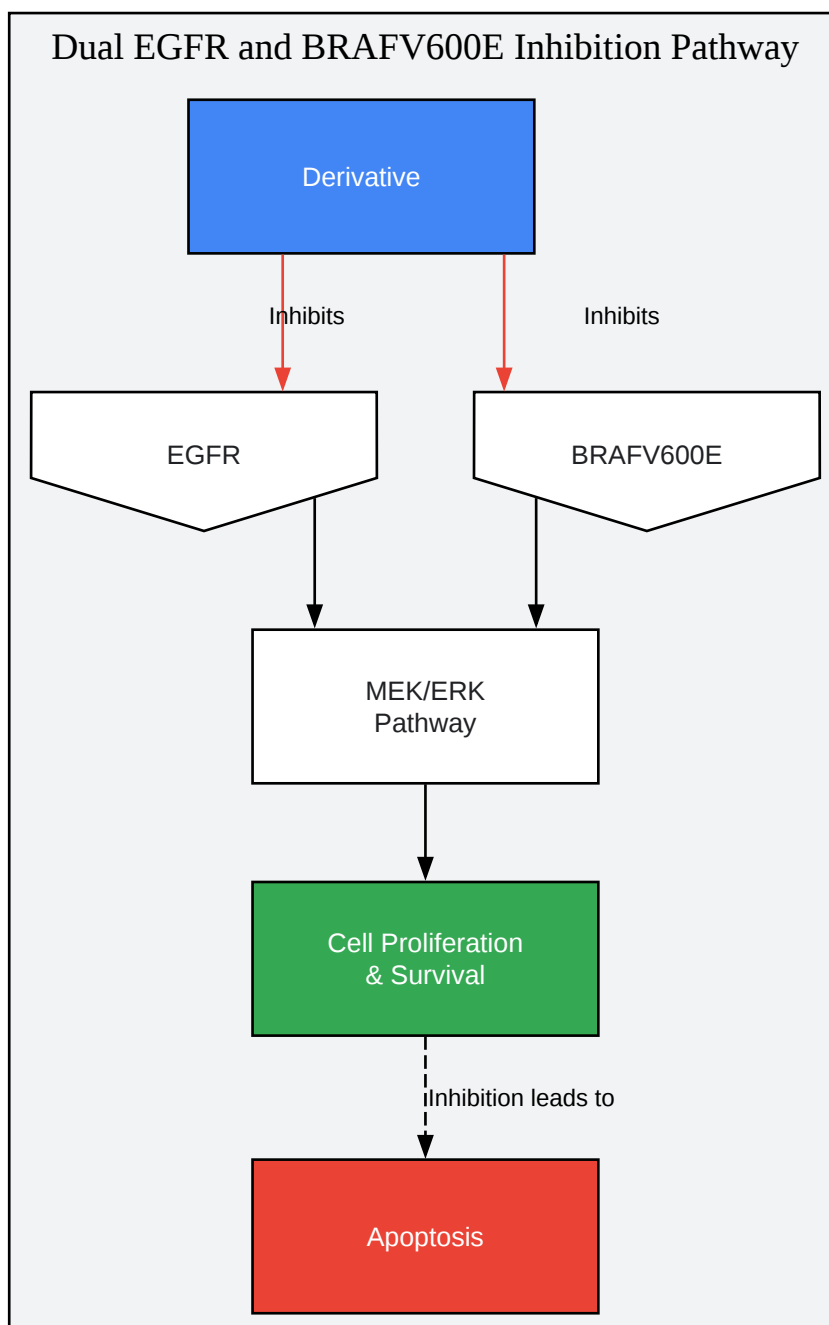 Dual EGFR and BRAFV600E Inhibition Pathway
Derivative
Inhibits
Inhibits
EGFR
BRAFV600E
MEK/ERK
Pathway
Cell Proliferation
& Survival
Inhibition leads to
Apoptosis